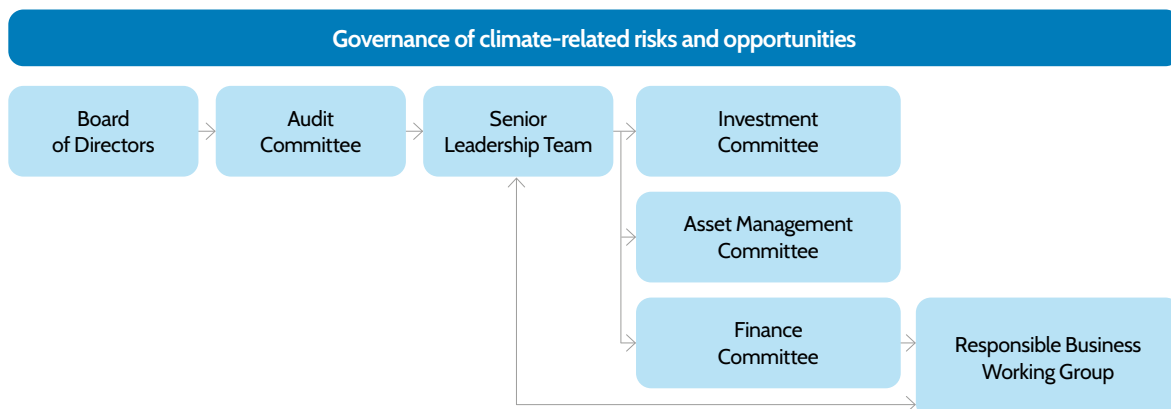 Governance of climate-related risks and opportunities
Board
of Directors
Audit
Committee
Senior
Leadership Team
Investment
Committee
Asset Management
Committee
Finance
Committee
Responsible Business
Working Group